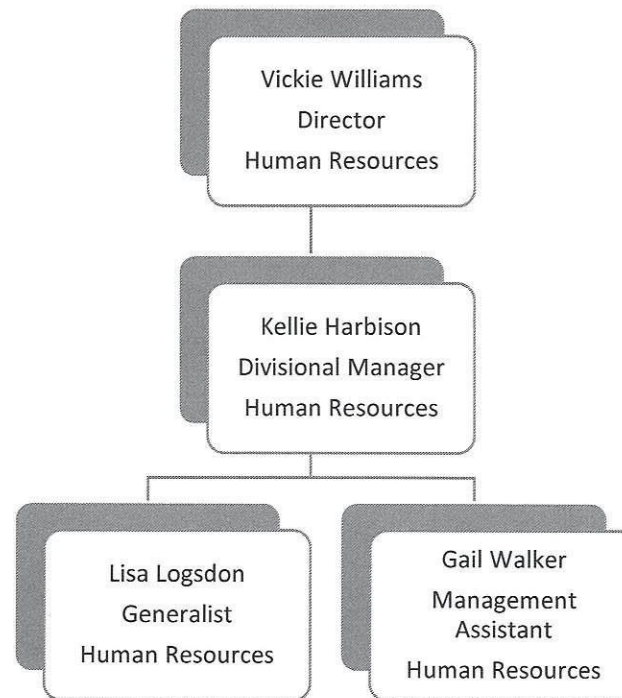 Vickie Williams
Director
Human Resources
Kellie Harbison
Divisional Manager
Human Resources
Lisa Logsdon
Generalist
Human Resources
Gail Walker
Management
Assistant
Human Resources